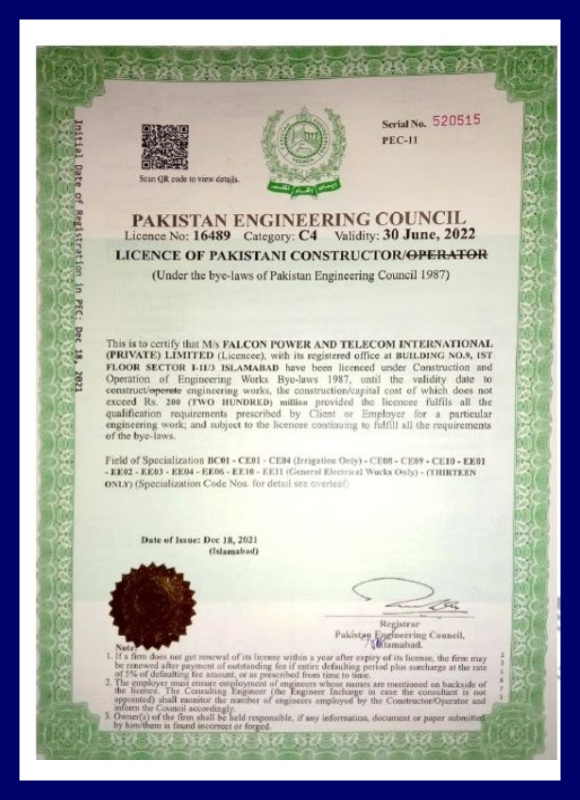 Serial No. 520515
PEC-11
Scan QR code to view details.
Initial Date of Registration in PEC: Dec 18, 2021
PAKISTAN ENGINEERING COUNCIL
Licence No: 16489 Category: C4 Validity: 30 June, 2022
LICENCE OF PAKISTANI CONSTRUCTOR/OPERATOR
(Under the bye-laws of Pakistan Engineering Council 1987)
This is to certify that M/s FALCON POWER AND TELECOM INTERNATIONAL
(PRIVATE) LIMITED (Licencee), with its registered office at BUILDING NO.9, 1ST
FLOOR SECTOR I-11/3 ISLAMABAD have been licenced under Construction and
Operation of Engineering Works Bye-laws 1987, until the validity date to
construct/operate engineering works, the construction/capital cost of which does not
exceed Rs. 200 (TWO HUNDRED) million provided the licencee fulfils all the
qualification requirements prescribed by Client or Employer for a particular
engineering work; and subject to the licencee continuing to fulfill all the requirements
of the bye-laws.
Field of Specialization BC01 - CE01 - CE04 (Irrigation Only) - CE08 - CE09 - CE10 - EE01
- EE02 - EE03 - EE04 - EE06 - EE10 - EE11 (General Electrical Works Only) - (THIRTEEN
ONLY) (Specialization Code Nos. for detail see overleaf)
Date of Issue: Dec 18, 2021
(Islamabad)
Registrar
Pakistan Engineering Council,
Islamabad.
Note
1. If a firm does not get renewal of its license within a year after expiry of its license, the firm may
be renewed after payment of outstanding fee if entire defaulting period plus surcharge at the rate
of 5% of defaulting fee amount, or as prescribed from time to time.
2. The employer must ensure employment of engineers whose names are mentioned on backside of
the licence. The Consulting Engineer (the Engineer Incharge in case the consultant is not
appointed) shall monitor the number of engineers employed by the Constructor/Operator and
inform the Council accordingly.
3. Owner(s) of the firm shall be held responsible, if any information, document or paper submitted
by him/them is found incorrect or forged.